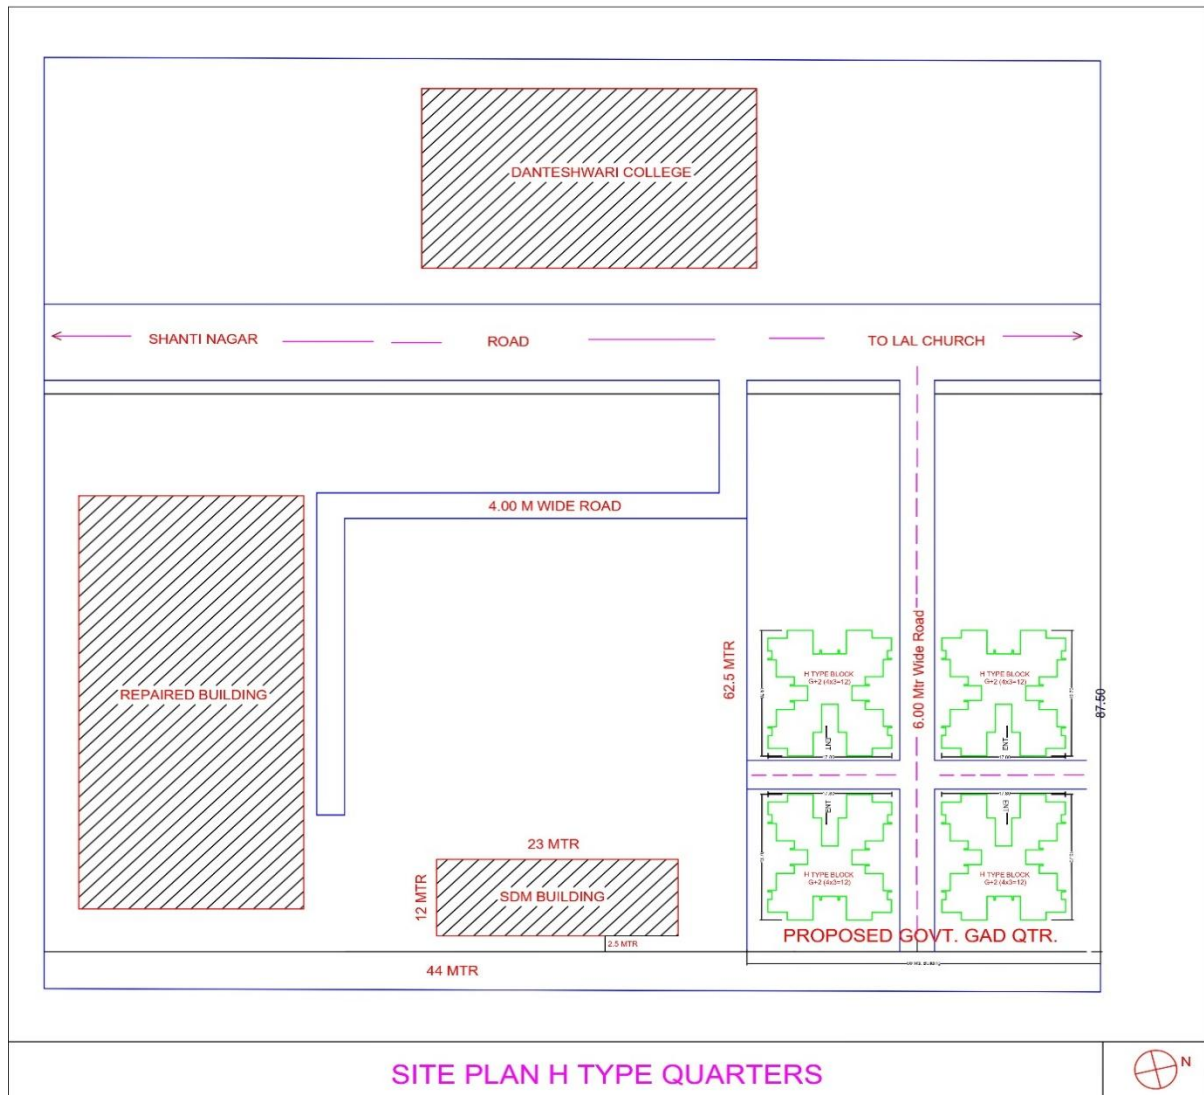 DANTESHWARI COLLEGE
SHANTI NAGAR
ROAD
TO LAL CHURCH
4.00 M WIDE ROAD
REPAIRED BUILDING
62.5 MTR
6.00 Mtr Wide Road
87.50
H TYPE BLOCK
G+2 (4x3=12)
ENT
H TYPE BLOCK
G+2 (4x3=12)
ENT
ENT
H TYPE BLOCK
G+2 (4x3=12)
ENT
H TYPE BLOCK
G+2 (4x3=12)
23 MTR
12 MTR
SDM BUILDING
2.5 MTR
PROPOSED GOVT. GAD QTR.
44 MTR
SITE PLAN H TYPE QUARTERS
N